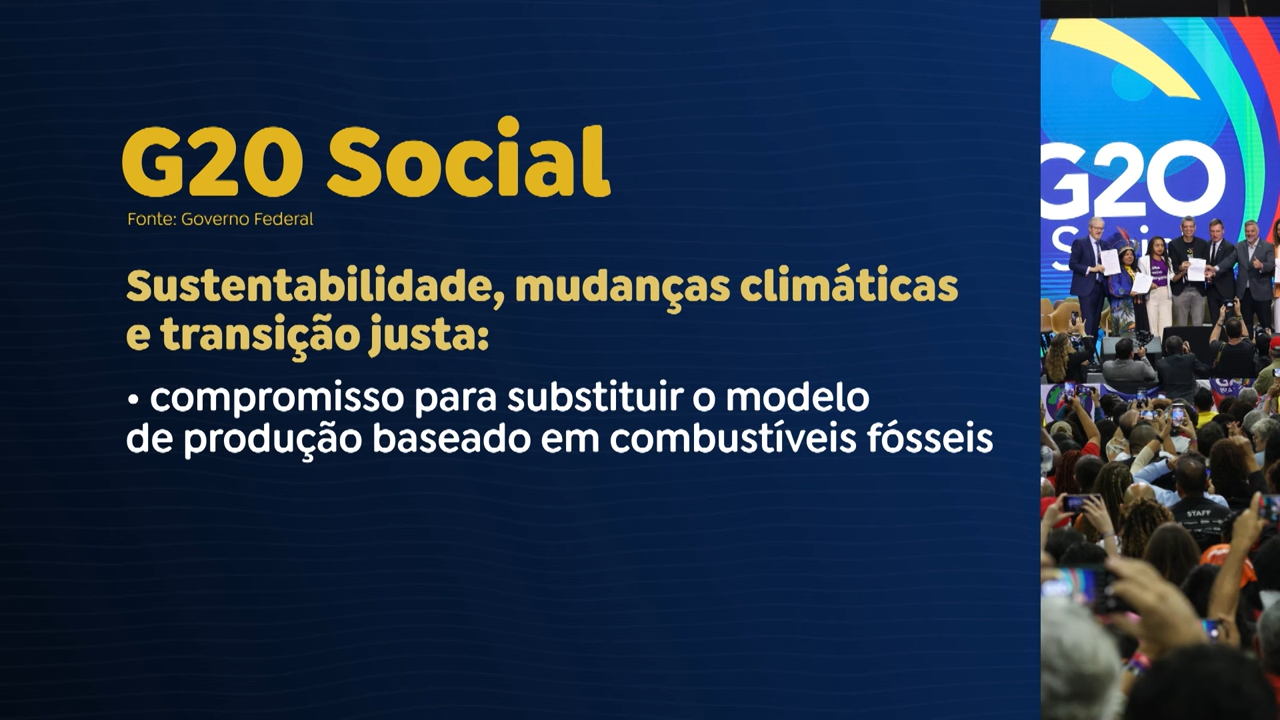 G20 Social
Fonte: Governo Federal
Sustentabilidade, mudanças climáticas
e transição justa:
• compromisso para substituir o modelo
de produção baseado em combustíveis fósseis
G20
STAFF